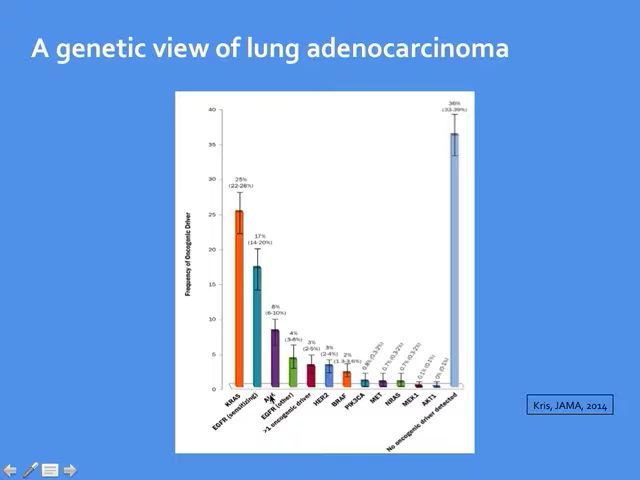 A genetic view of lung adenocarcinoma
Frequency of Oncogenic Driver
40
35
30
25
20
15
10
5
0
25%
(22-28%)
17%
(14-20%)
8%
(6-10%)
4%
(3-6%)
3%
(2-5%)
3%
(2-4%)
2%
36%
(33-39%)
KRAS
EGFR (sensitizing)
EGFR (other)
>1 oncogenic driver
HER2
BRAF
PIK3CA
MET
NRAS
MEK1
AKT1
No oncogenic driver detected
Kris, JAMA, 2014